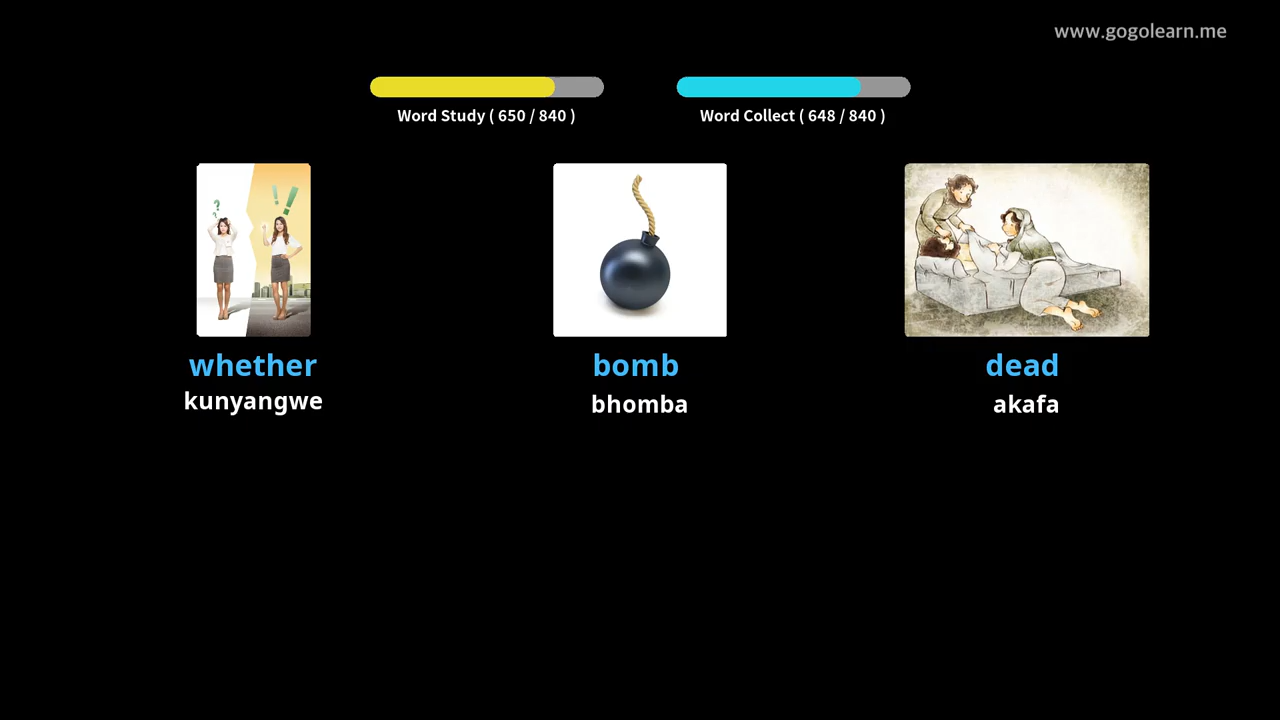 www.gogolearn.me
Word Study ( 650 / 840 )
Word Collect ( 648 / 840 )
whether
kunyangwe
bomb
bhomba
dead
akafa